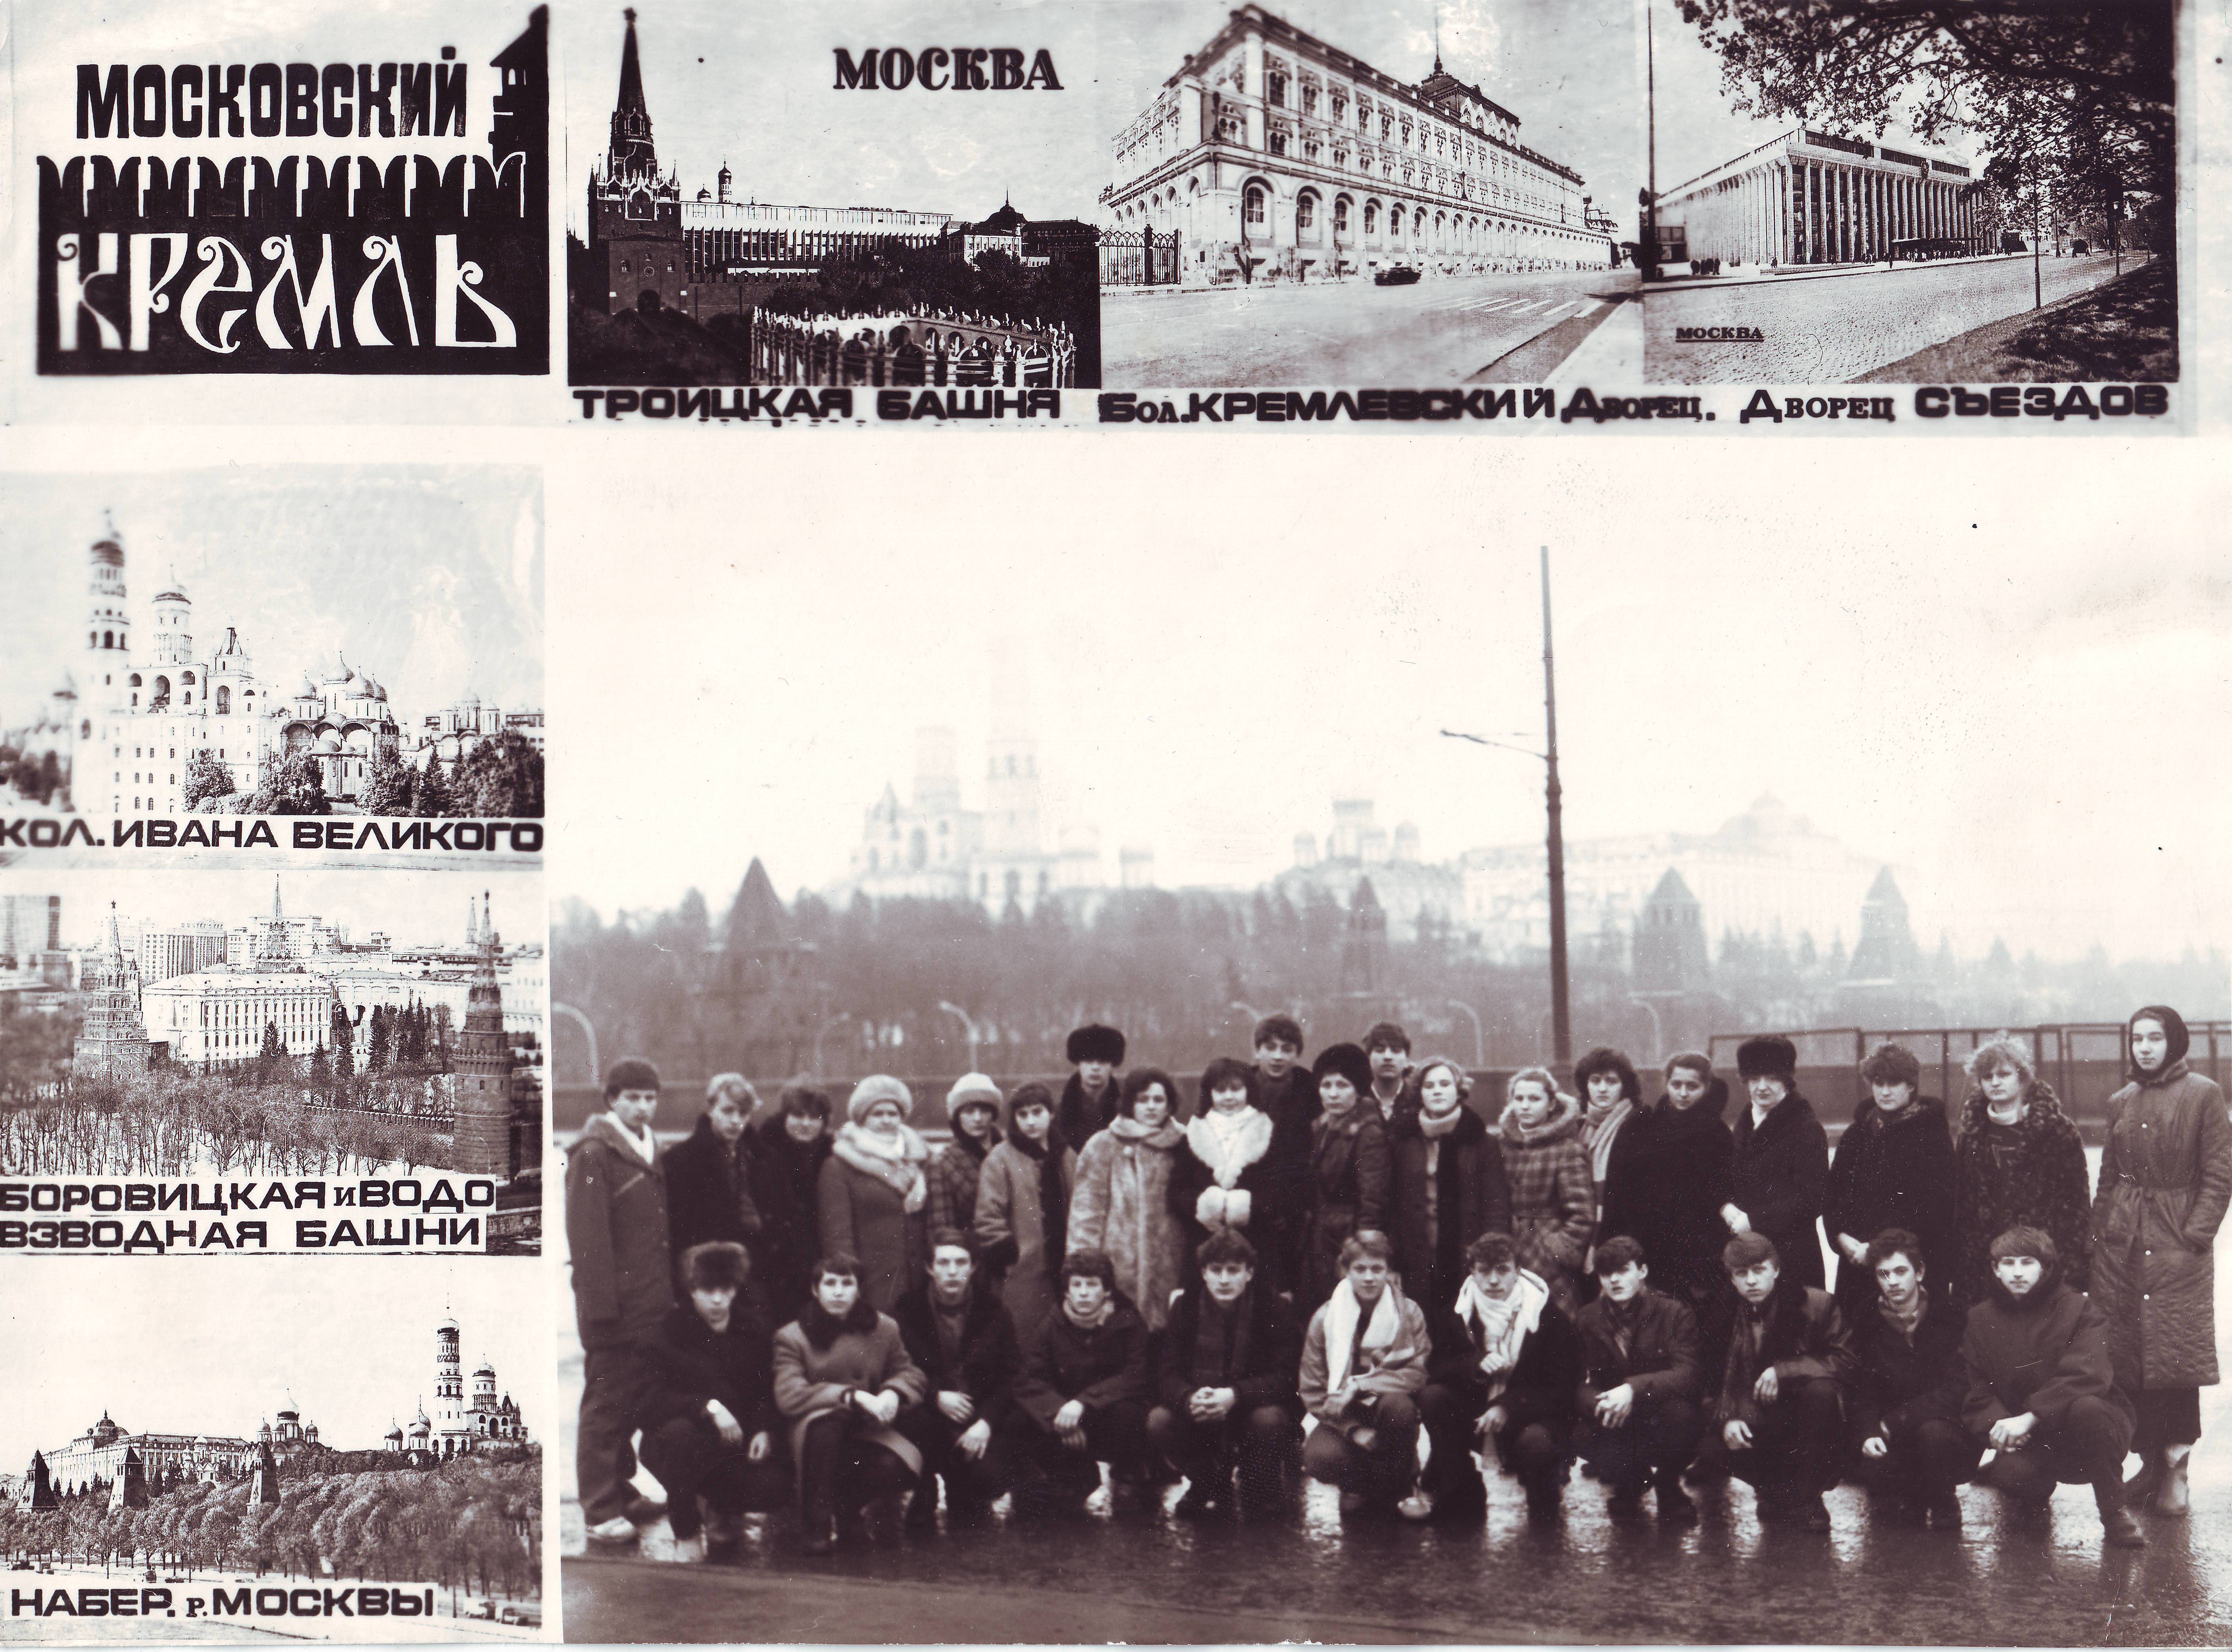 МОСКОВСКИЙ
КРЕМЛЬ
МОСКВА
МОСКВА
ТРОИЦКАЯ БАШНЯ
Бол. КРЕМЛЕВСКИЙ Дворец.
Дворец СЪЕЗДОВ
КОЛ. ИВАНА ВЕЛИКОГО
БОРОВИЦКАЯ и ВОДО
ВЗВОДНАЯ БАШНИ
НАБЕР. р. МОСКВЫ